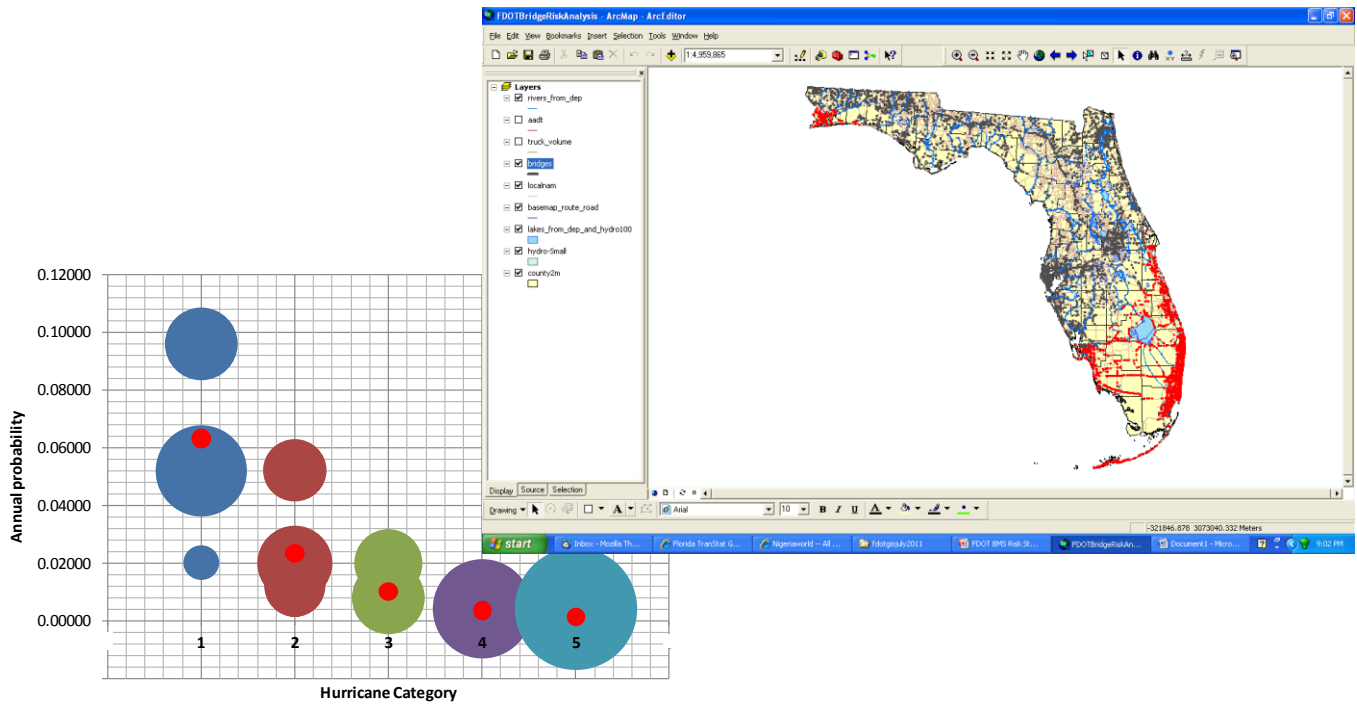 FDOTBridgeRiskAnalysis - ArcMap - ArcEditor
File Edit View Bookmarks Insert Selection Tools Window Help
1:4,959,865
Layers
rivers_from_dep
aadt
truck_volume
bridges
localnam
basemap_route_road
lakes_from_dep_and_hydro100
hydro-Small
county2m
Display Source Selection
Drawing A Arial 10 B I U A
-321846.878 3073040.332 Meters
start Inbox - Mozilla Th... Florida TranStat G... Nigeriaworld -- All ... fdotgisjuly2011 FDOT BMS Risk St... FDOTBridgeRiskAn... Document1 - Micro... 9:02 PM
0.12000
0.10000
0.08000
0.06000
0.04000
0.02000
0.00000
Annual probability
1 2 3 4 5
Hurricane Category